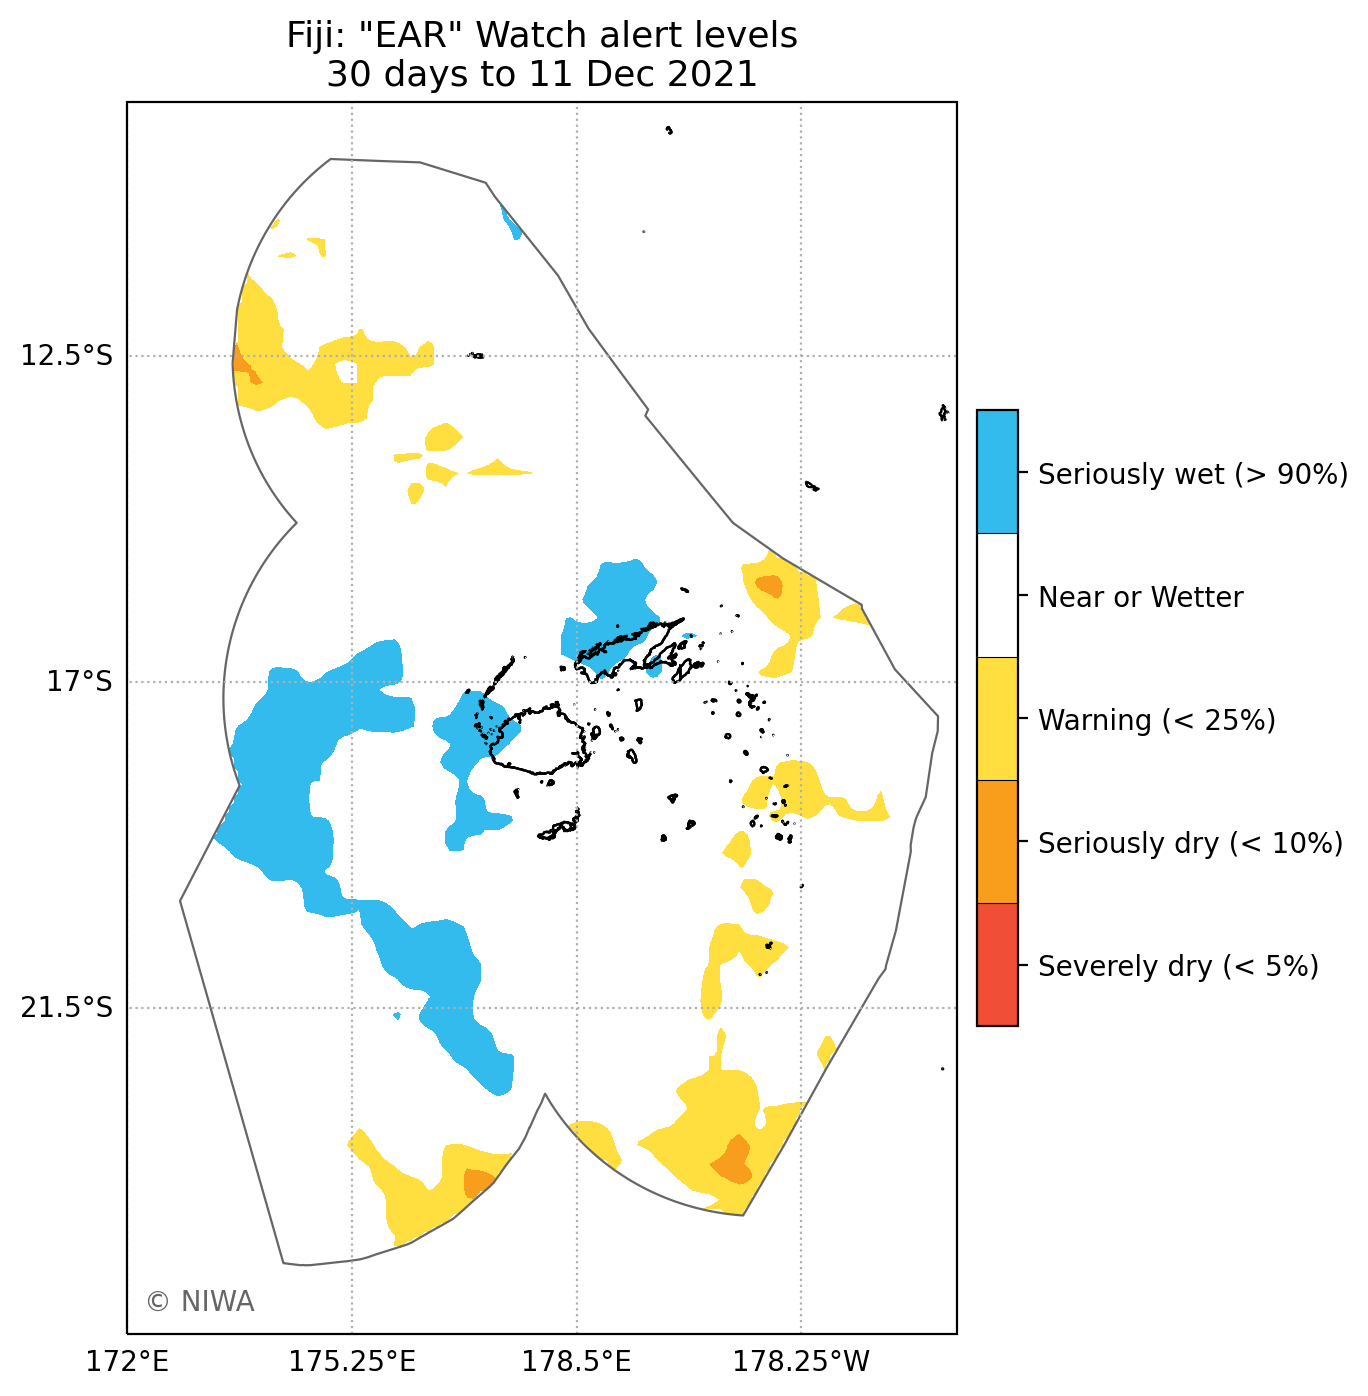 Fiji: "EAR" Watch alert levels
30 days to 11 Dec 2021
12.5°S
17°S
21.5°S
172°E
175.25°E
178.5°E
178.25°W
Seriously wet (> 90%)
Near or Wetter
Warning (< 25%)
Seriously dry (< 10%)
Severely dry (< 5%)
© NIWA